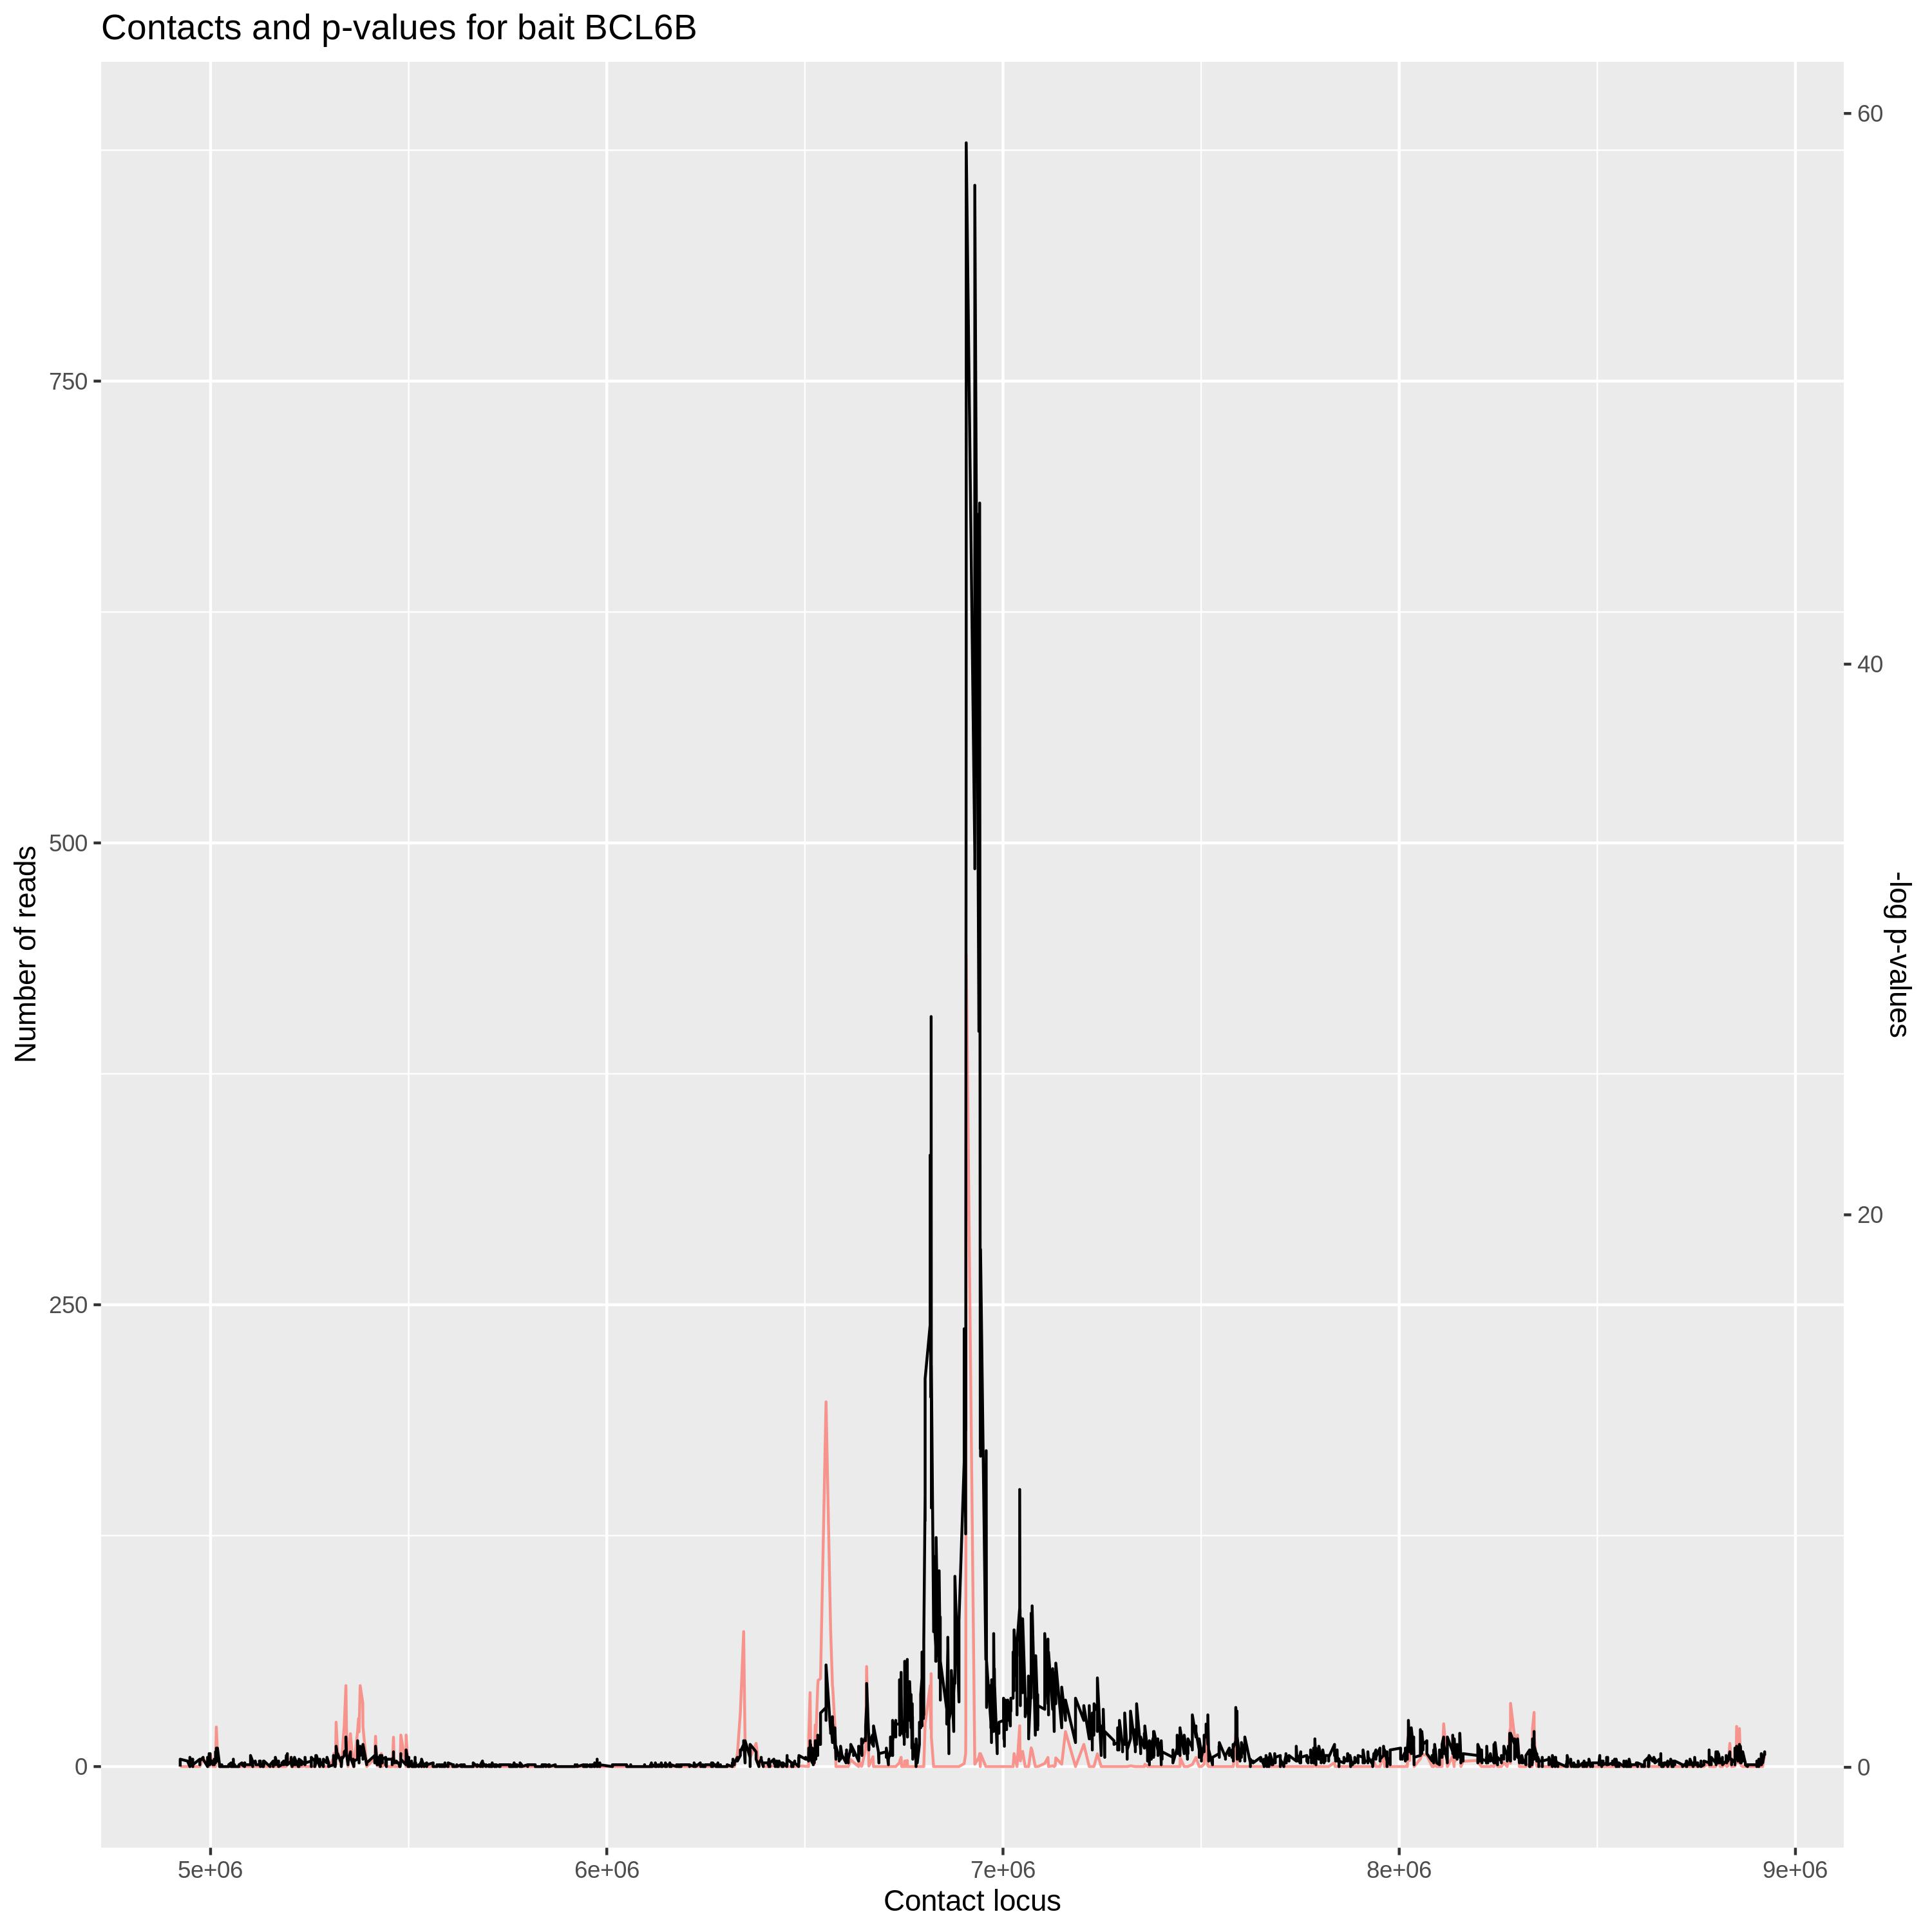 Contacts and p-values for bait BCL6B
60
750
40
500
Number of reads
-log p-values
20
250
0
0
5e+06
6e+06
7e+06
8e+06
9e+06
Contact locus